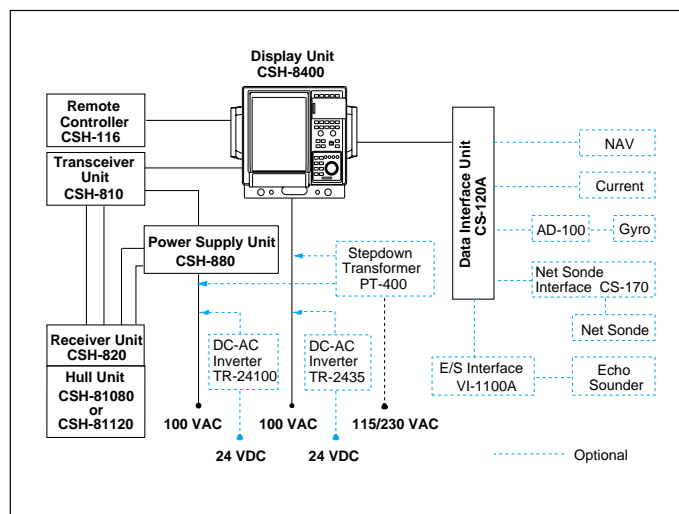 Display Unit
CSH-8400
Remote
Controller
CSH-116
Transceiver
Unit
CSH-810
Power Supply Unit
CSH-880
Receiver Unit
CSH-820
Hull Unit
CSH-81080
or
CSH-81120
Stepdown
Transformer
PT-400
DC-AC
Inverter
TR-24100
DC-AC
Inverter
TR-2435
100 VAC
100 VAC
115/230 VAC
24 VDC
24 VDC
Data Interface Unit
CS-120A
NAV
Current
AD-100
Gyro
Net Sonde
Interface CS-170
Net Sonde
E/S Interface
VI-1100A
Echo
Sounder
Optional